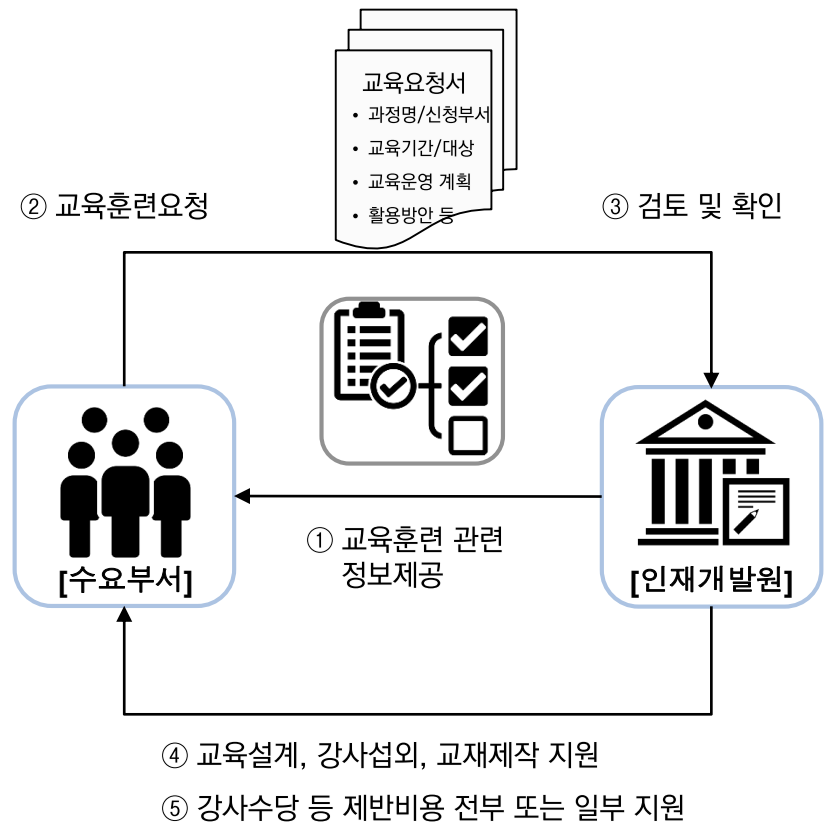 교육요청서
• 과정명/신청부서
• 교육기간/대상
• 교육운영 계획
• 활용방안 등
② 교육훈련요청
③ 검토 및 확인
① 교육훈련 관련
정보제공
[수요부서]
[인재개발원]
④ 교육설계, 강사섭외, 교재제작 지원
⑤ 강사수당 등 제반비용 전부 또는 일부 지원